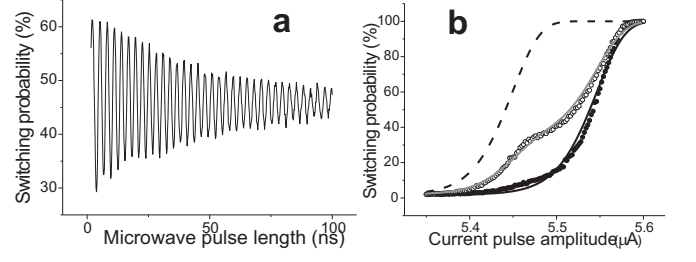 a
Switching probability (%)
60
50
40
30
0
50
100
Microwave pulse length (ns)
b
Switching probability (%)
100
80
60
40
20
0
5.4
5.5
5.6
Current pulse amplitude(μA)